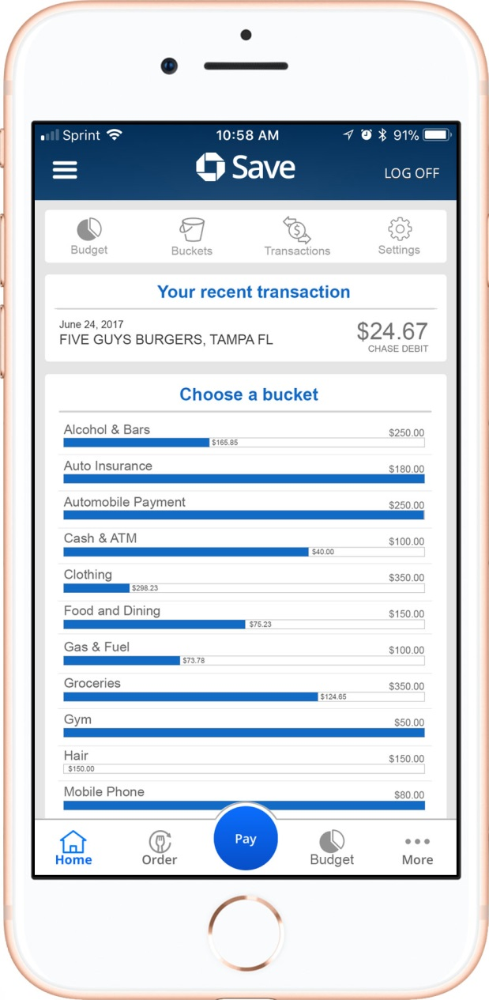 Sprint 10:58 AM 91%
Save LOG OFF
Budget Buckets Transactions Settings
Your recent transaction
June 24, 2017
FIVE GUYS BURGERS, TAMPA FL
$24.67
CHASE DEBIT
Choose a bucket
Alcohol & Bars $250.00
$165.85
Auto Insurance $180.00
Automobile Payment $250.00
Cash & ATM $100.00
$40.00
Clothing $350.00
$298.23
Food and Dining $150.00
$75.23
Gas & Fuel $100.00
$73.78
Groceries $350.00
$124.65
Gym $50.00
Hair $150.00
$150.00
Mobile Phone $80.00
Home Order Pay Budget More